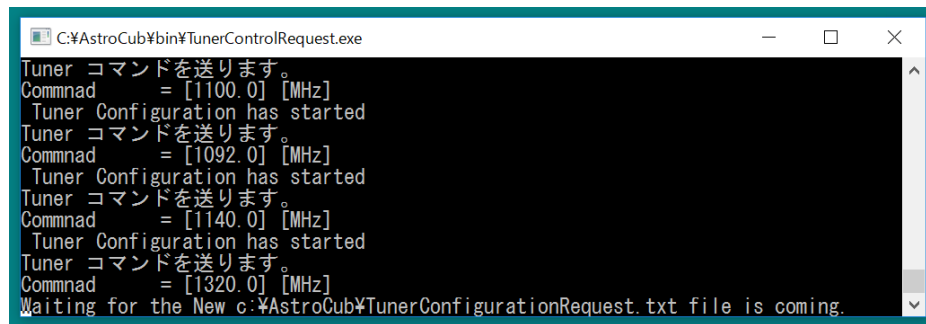 C:¥AstroCub¥bin¥TunerControlRequest.exe
Tuner コマンドを送ります。
Commnad = [1100.0] [MHz]
Tuner Configuration has started
Tuner コマンドを送ります。
Commnad = [1092.0] [MHz]
Tuner Configuration has started
Tuner コマンドを送ります。
Commnad = [1140.0] [MHz]
Tuner Configuration has started
Tuner コマンドを送ります。
Commnad = [1320.0] [MHz]
Waiting for the New c:¥AstroCub¥TunerConfigurationRequest.txt file is coming.